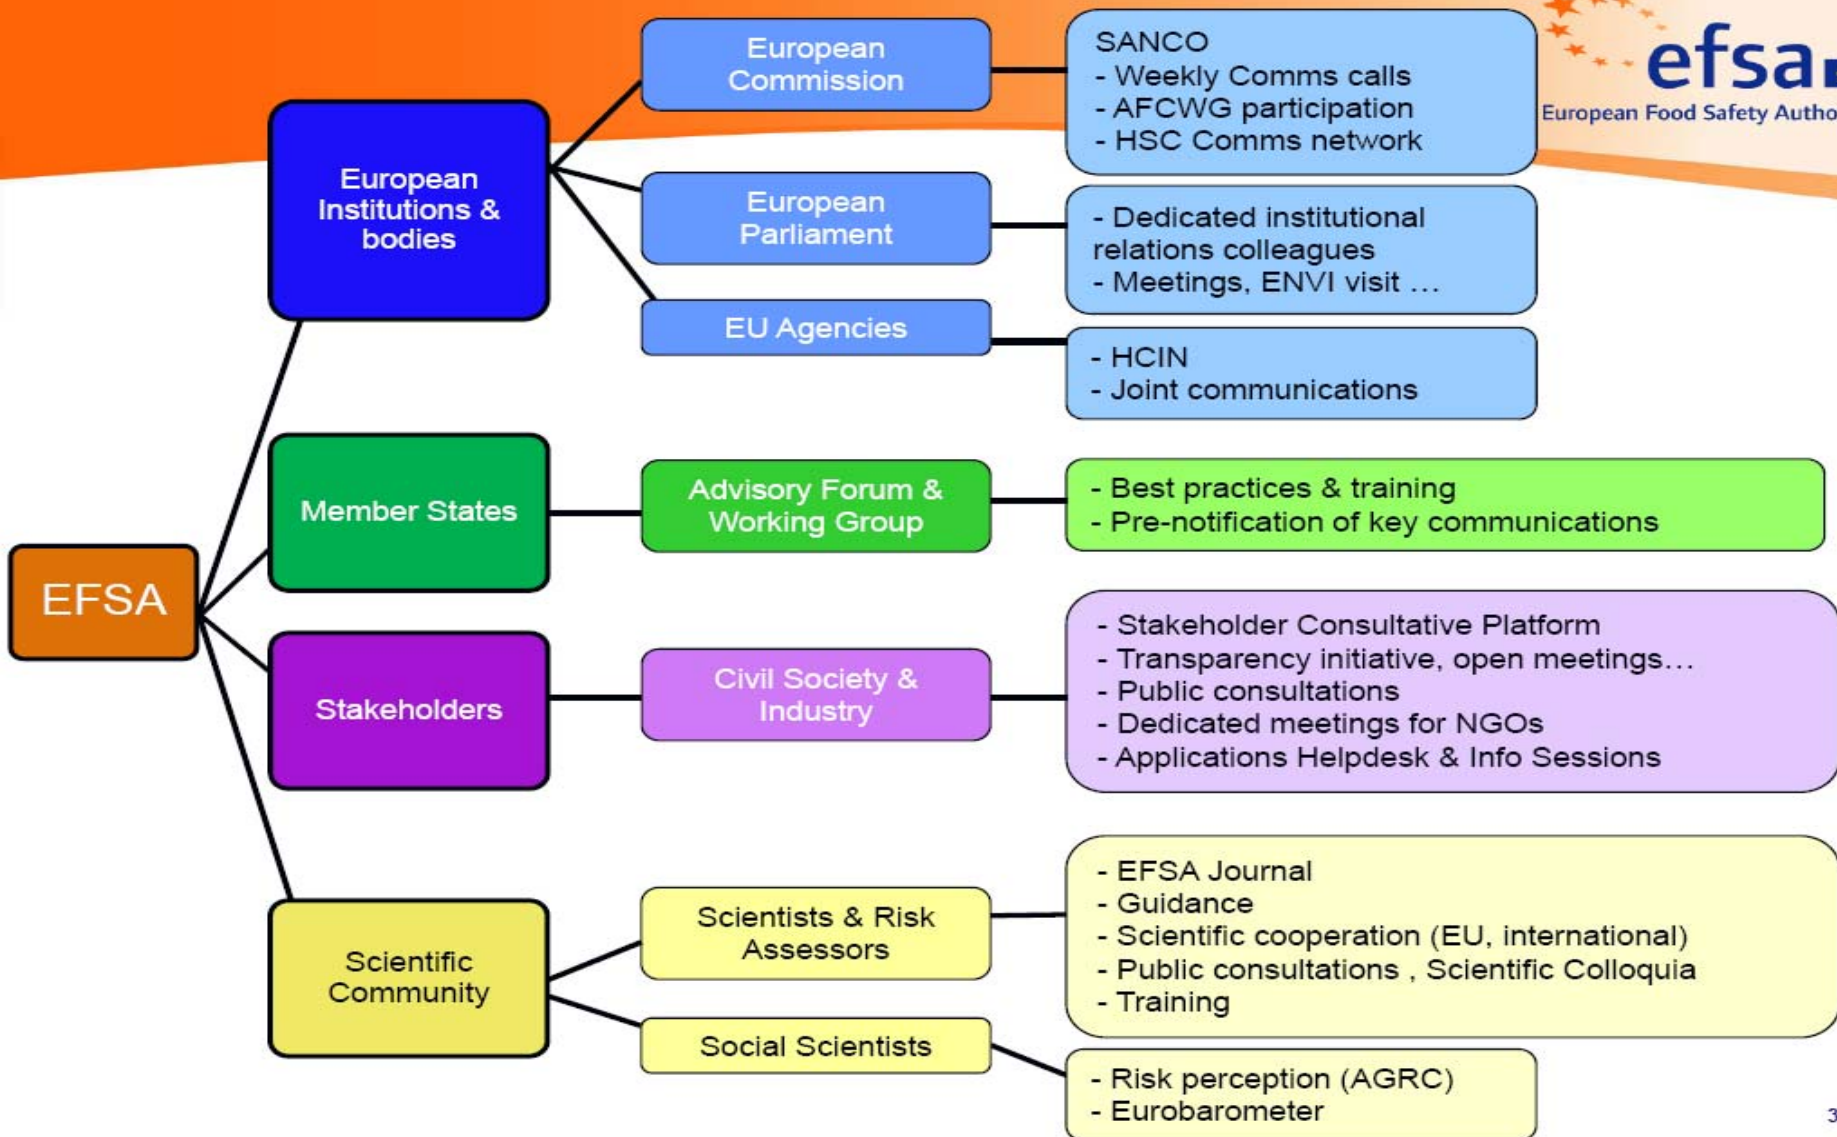 efsa
European Food Safety Autho
European
Commission
SANCO
- Weekly Comms calls
- AFCWG participation
- HSC Comms network
European
Institutions &
bodies
European
Parliament
- Dedicated institutional
relations colleagues
- Meetings, ENVI visit …
EU Agencies
- HCIN
- Joint communications
EFSA
Member States
Advisory Forum &
Working Group
- Best practices & training
- Pre-notification of key communications
Stakeholders
Civil Society &
Industry
- Stakeholder Consultative Platform
- Transparency initiative, open meetings…
- Public consultations
- Dedicated meetings for NGOs
- Applications Helpdesk & Info Sessions
Scientific
Community
Scientists & Risk
Assessors
- EFSA Journal
- Guidance
- Scientific cooperation (EU, international)
- Public consultations , Scientific Colloquia
- Training
Social Scientists
- Risk perception (AGRC)
- Eurobarometer
3